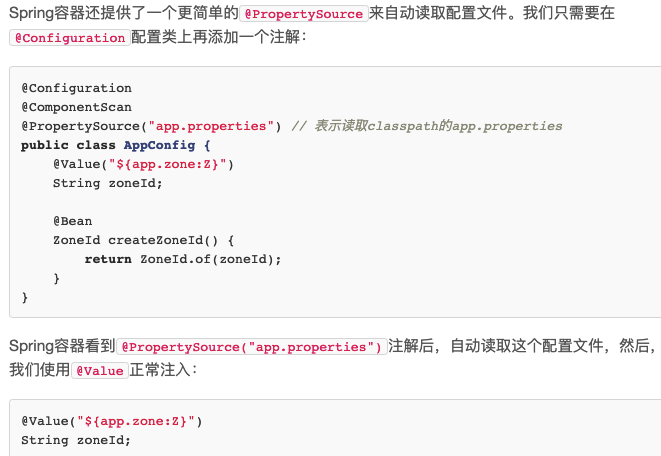 Spring容器还提供了一个更简单的@PropertySource来自动读取配置文件。我们只需要在
@Configuration配置类上再添加一个注解：
@Configuration
@ComponentScan
@PropertySource("app.properties") // 表示读取classpath的app.properties
public class AppConfig {
    @Value("${app.zone:Z}")
    String zoneId;

    @Bean
    ZoneId createZoneId() {
        return ZoneId.of(zoneId);
    }
}
Spring容器看到@PropertySource("app.properties")注解后，自动读取这个配置文件，然后，
我们使用@Value正常注入：
@Value("${app.zone:Z}")
String zoneId;